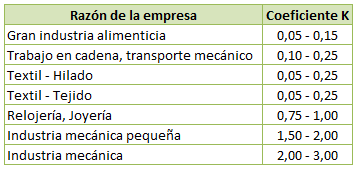 Razón de la empresa Coeficiente K
Gran industria alimenticia 0,05 - 0,15
Trabajo en cadena, transporte mecánico 0,10 - 0,25
Textil - Hilado 0,05 - 0,25
Textil - Tejido 0,05 - 0,25
Relojería, Joyería 0,75 - 1,00
Industria mecánica pequeña 1,50 - 2,00
Industria mecánica 2,00 - 3,00